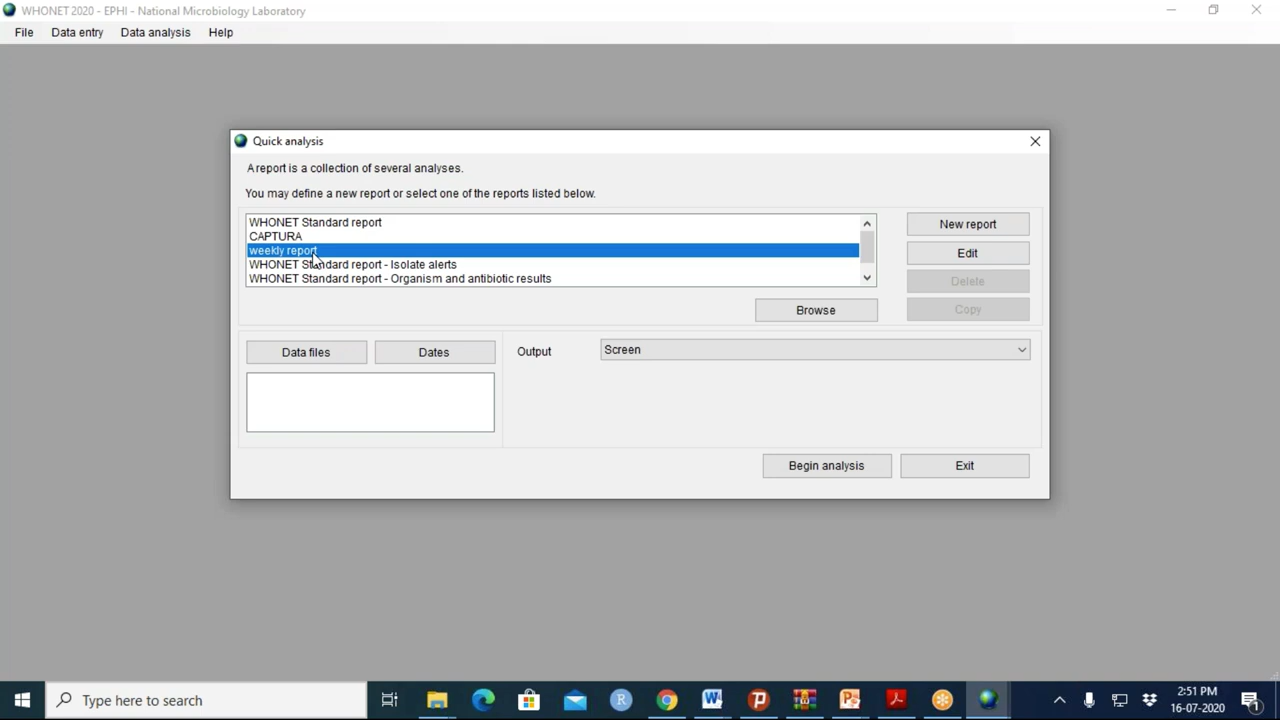 WHONET 2020 - EPHI - National Microbiology Laboratory
File Data entry Data analysis Help
Quick analysis
A report is a collection of several analyses.
You may define a new report or select one of the reports listed below.
WHONET Standard report
CAPTURA
weekly report
WHONET Standard report - Isolate alerts
WHONET Standard report - Organism and antibiotic results
New report
Edit
Delete
Copy
Browse
Data files Dates Output Screen
Begin analysis Exit
Type here to search
2:51 PM
16-07-2020